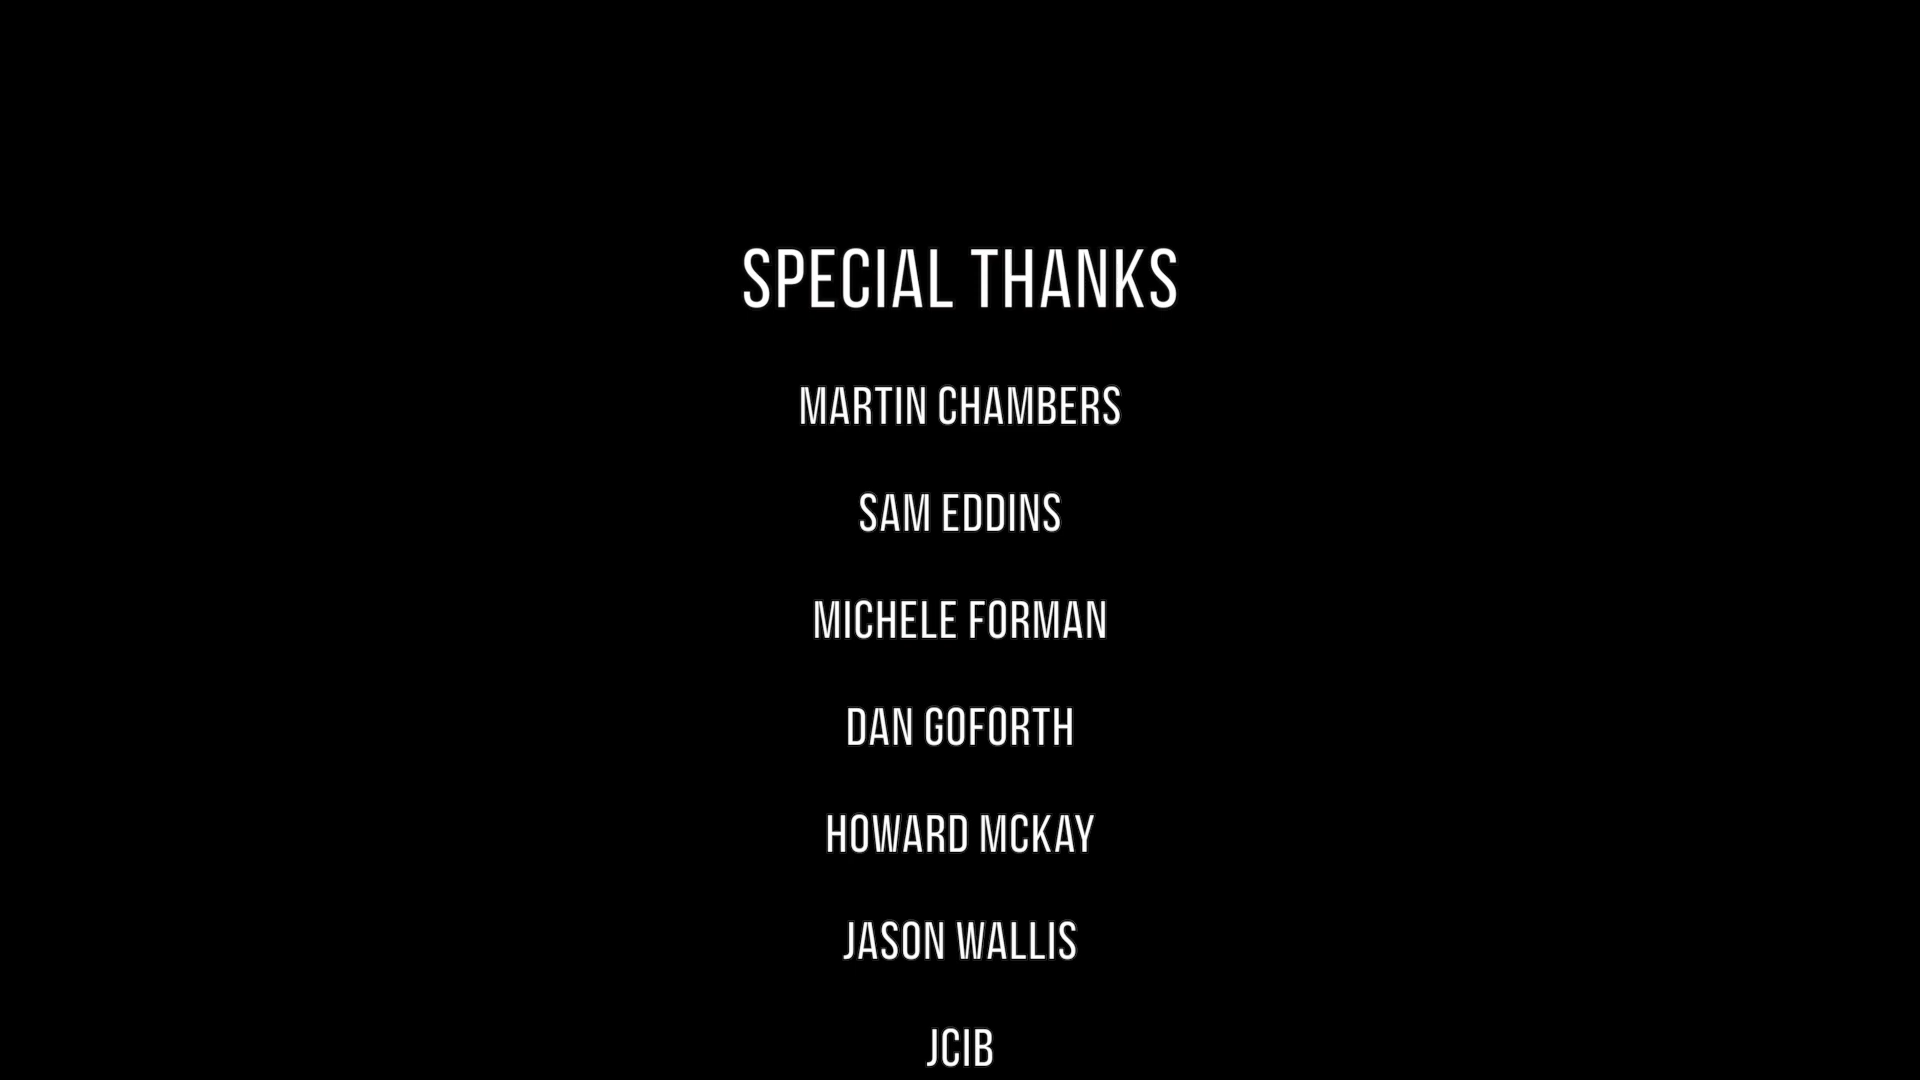 SPECIAL THANKS
MARTIN CHAMBERS
SAM EDDINS
MICHELE FORMAN
DAN GOFORTH
HOWARD MCKAY
JASON WALLIS
JCIB